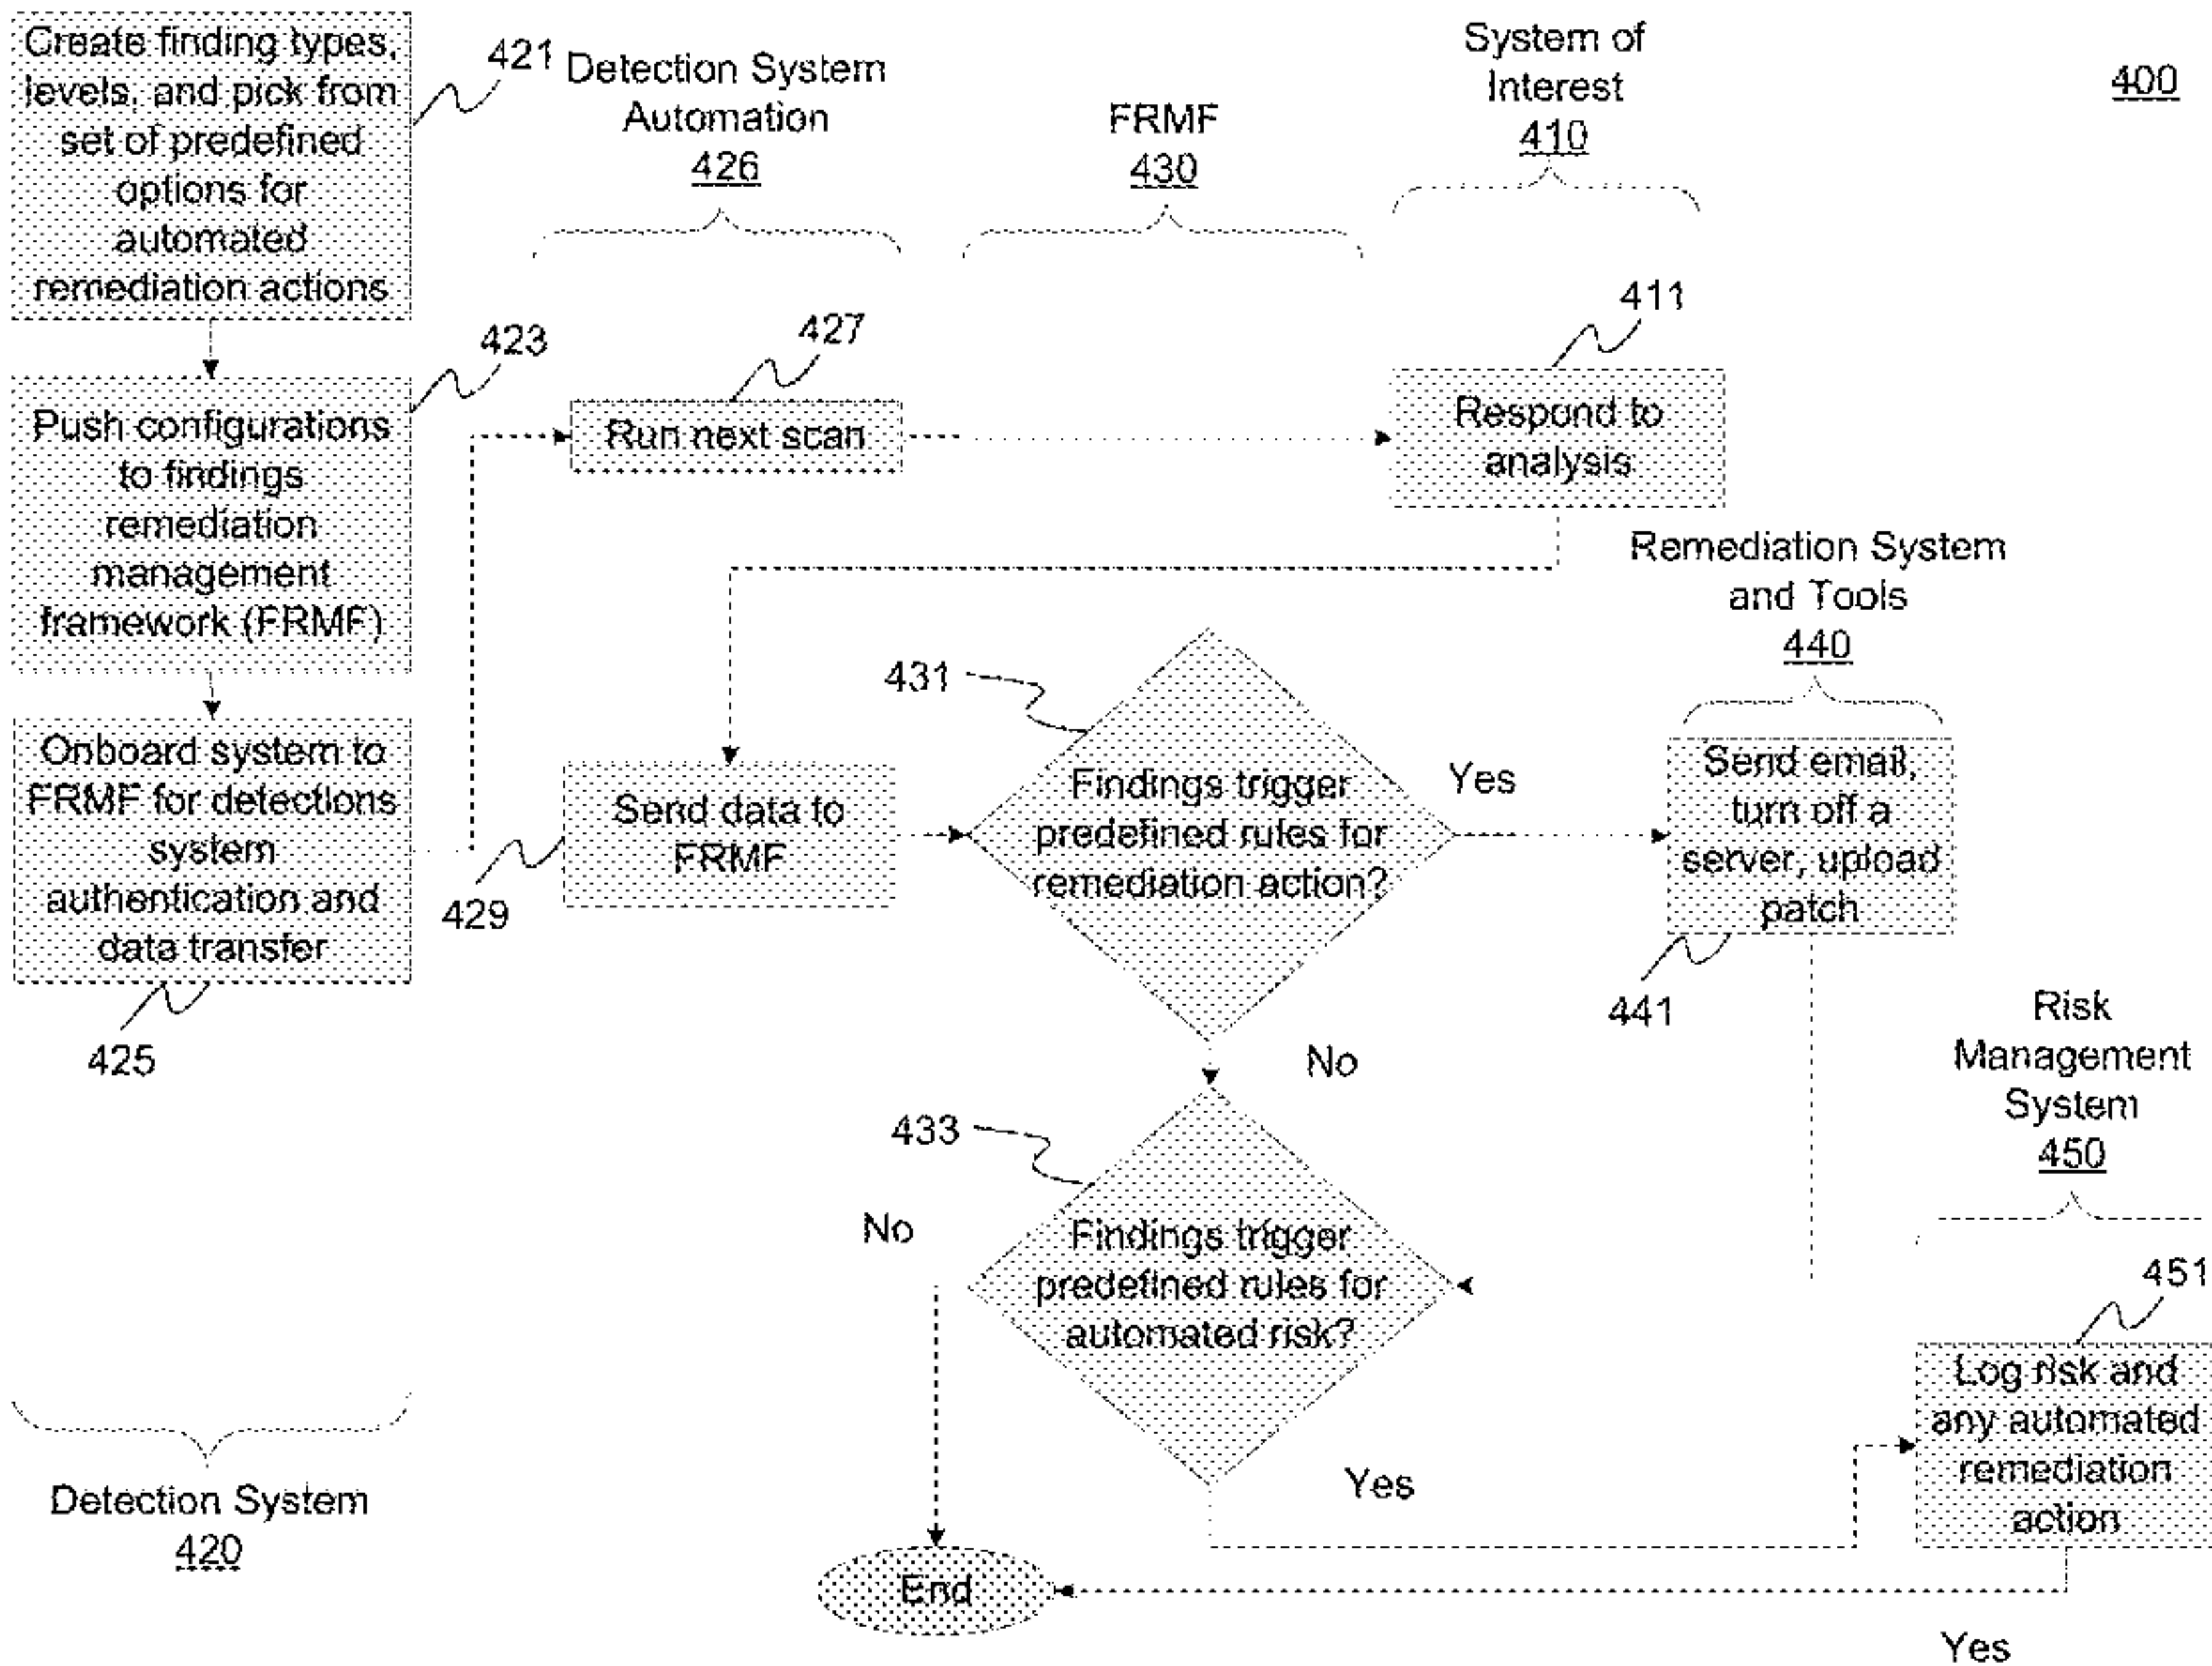 Create finding types,
levels, and pick from
set of predefined
options for
automated
remediation actions
421
Detection System
Automation
426
FRMF
430
System of
Interest
410
400
423
427
411
Push configurations
to findings
remediation
management
framework (FRMF)
Run next scan
Respond to
analysis
Remediation System
and Tools
440
431
Onboard system to
FRMF for detections
system
authentication and
data transfer
425
429
Send data to
FRMF
Findings trigger
predefined rules for
remediation action?
Yes
Send email,
turn off a
server, upload
patch
441
No
Risk
Management
System
450
433
No
Findings trigger
predefined rules for
automated risk?
451
Log risk and
any automated
remediation
action
Yes
Detection System
420
End
Yes